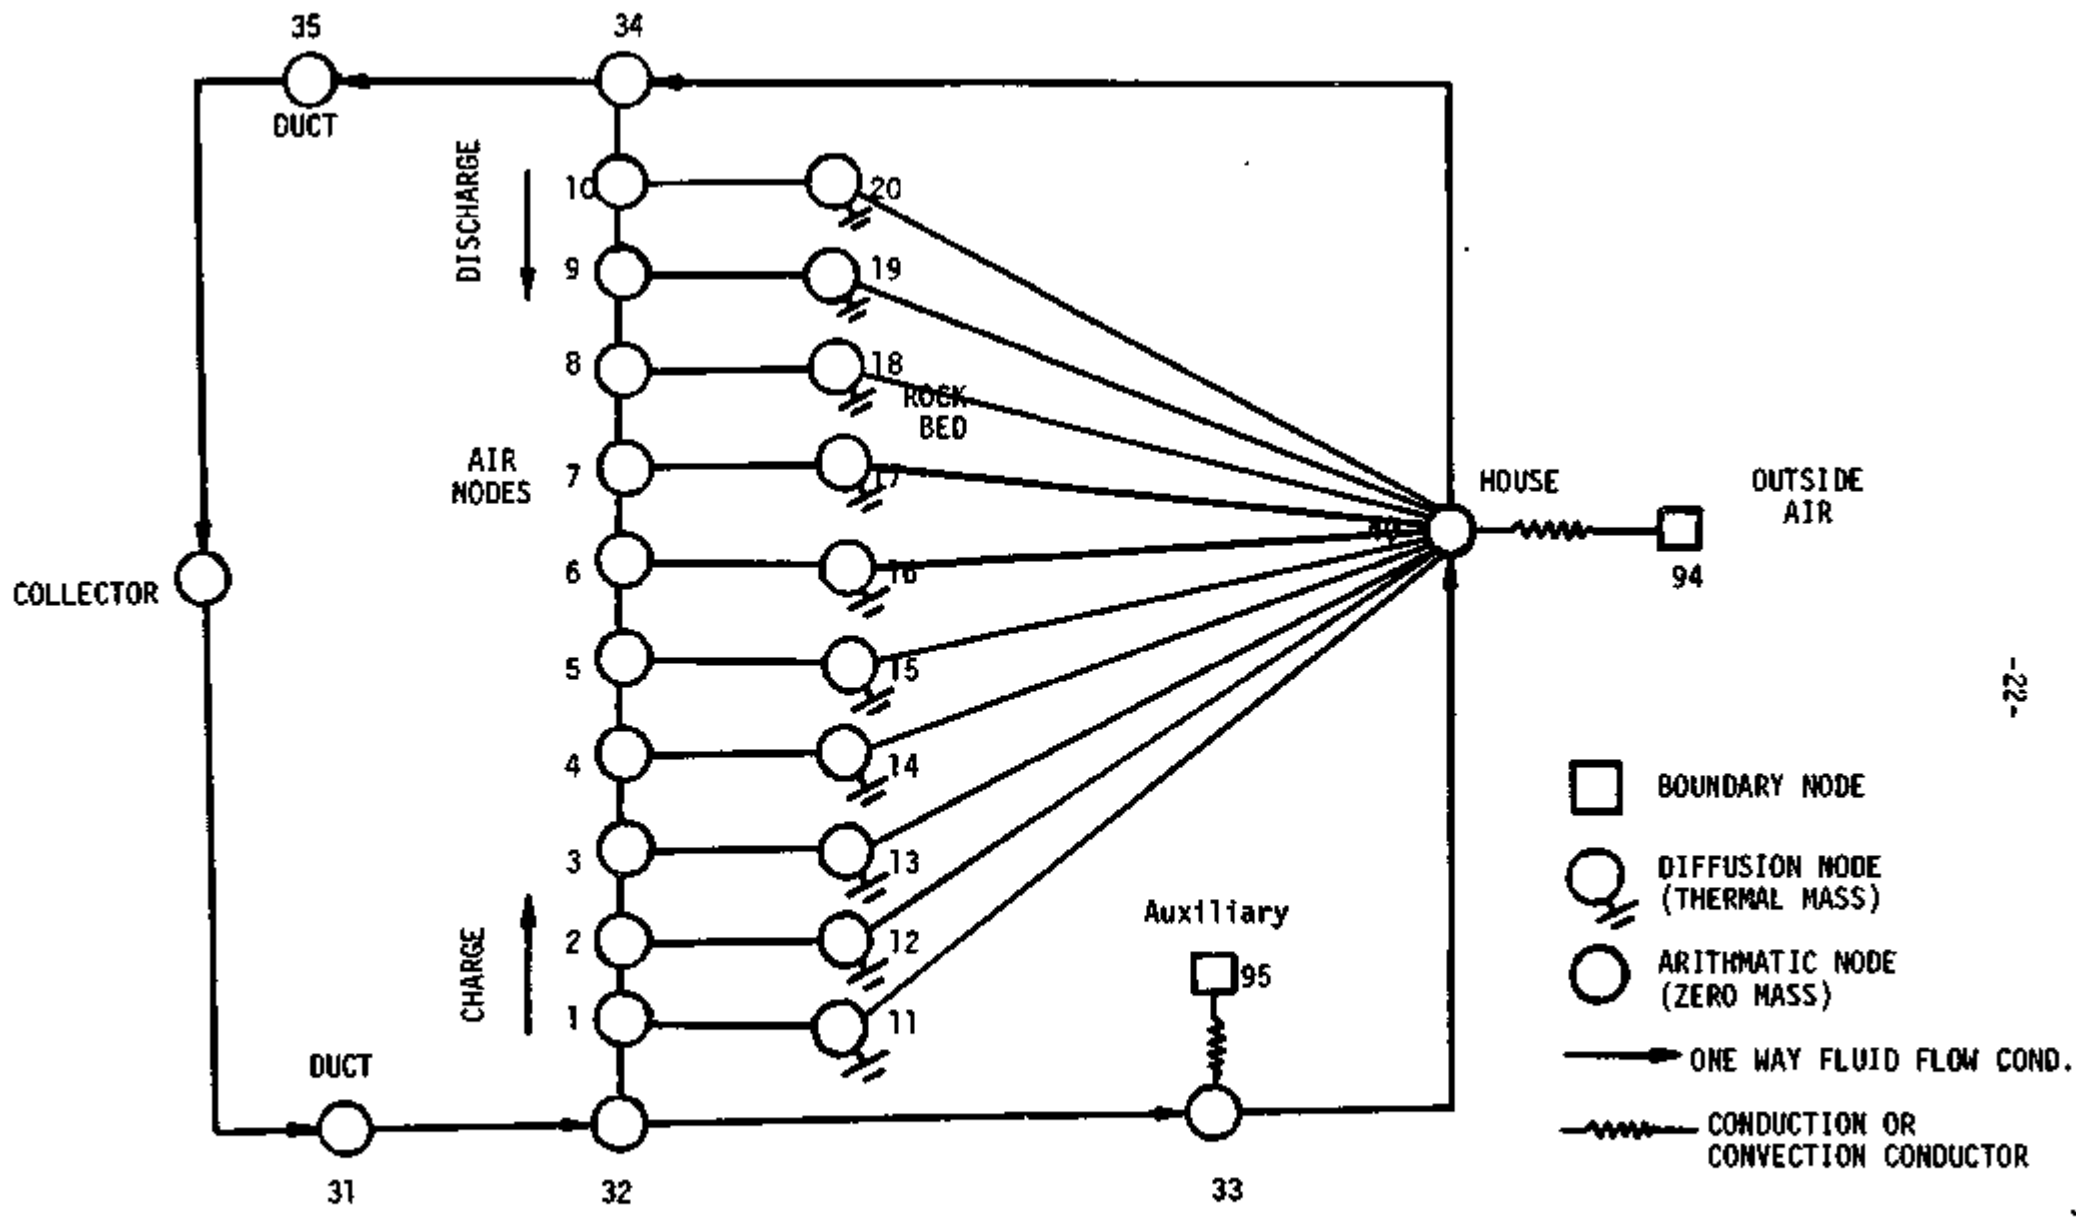 35
34
DUCT
DISCHARGE
10
20
9
19
8
18
ROCK
BED
AIR
NODES
7
17
HOUSE
OUTSIDE
AIR
94
COLLECTOR
6
16
5
15
-22-
4
14
BOUNDARY NODE
3
13
DIFFUSION NODE
(THERMAL MASS)
Auxiliary
CHARGE
2
12
95
ARITHMATIC NODE
(ZERO MASS)
1
11
DUCT
ONE WAY FLUID FLOW COND.
CONDUCTION OR
CONVECTION CONDUCTOR
31
32
33